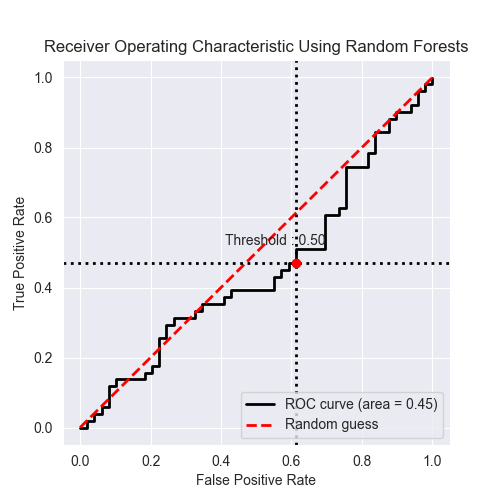 Receiver Operating Characteristic Using Random Forests
1.0
0.8
0.6
0.4
0.2
0.0
True Positive Rate
Threshold : 0.50
ROC curve (area = 0.45)
Random guess
0.0 0.2 0.4 0.6 0.8 1.0
False Positive Rate